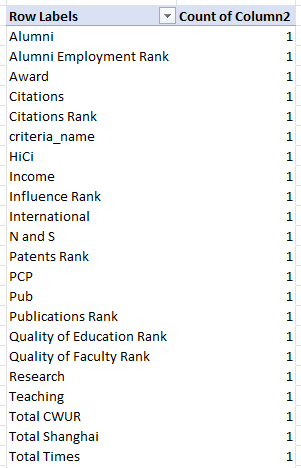 Row Labels Count of Column2
Alumni 1
Alumni Employment Rank 1
Award 1
Citations 1
Citations Rank 1
criteria_name 1
HiCi 1
Income 1
Influence Rank 1
International 1
N and S 1
Patents Rank 1
PCP 1
Pub 1
Publications Rank 1
Quality of Education Rank 1
Quality of Faculty Rank 1
Research 1
Teaching 1
Total CWUR 1
Total Shanghai 1
Total Times 1